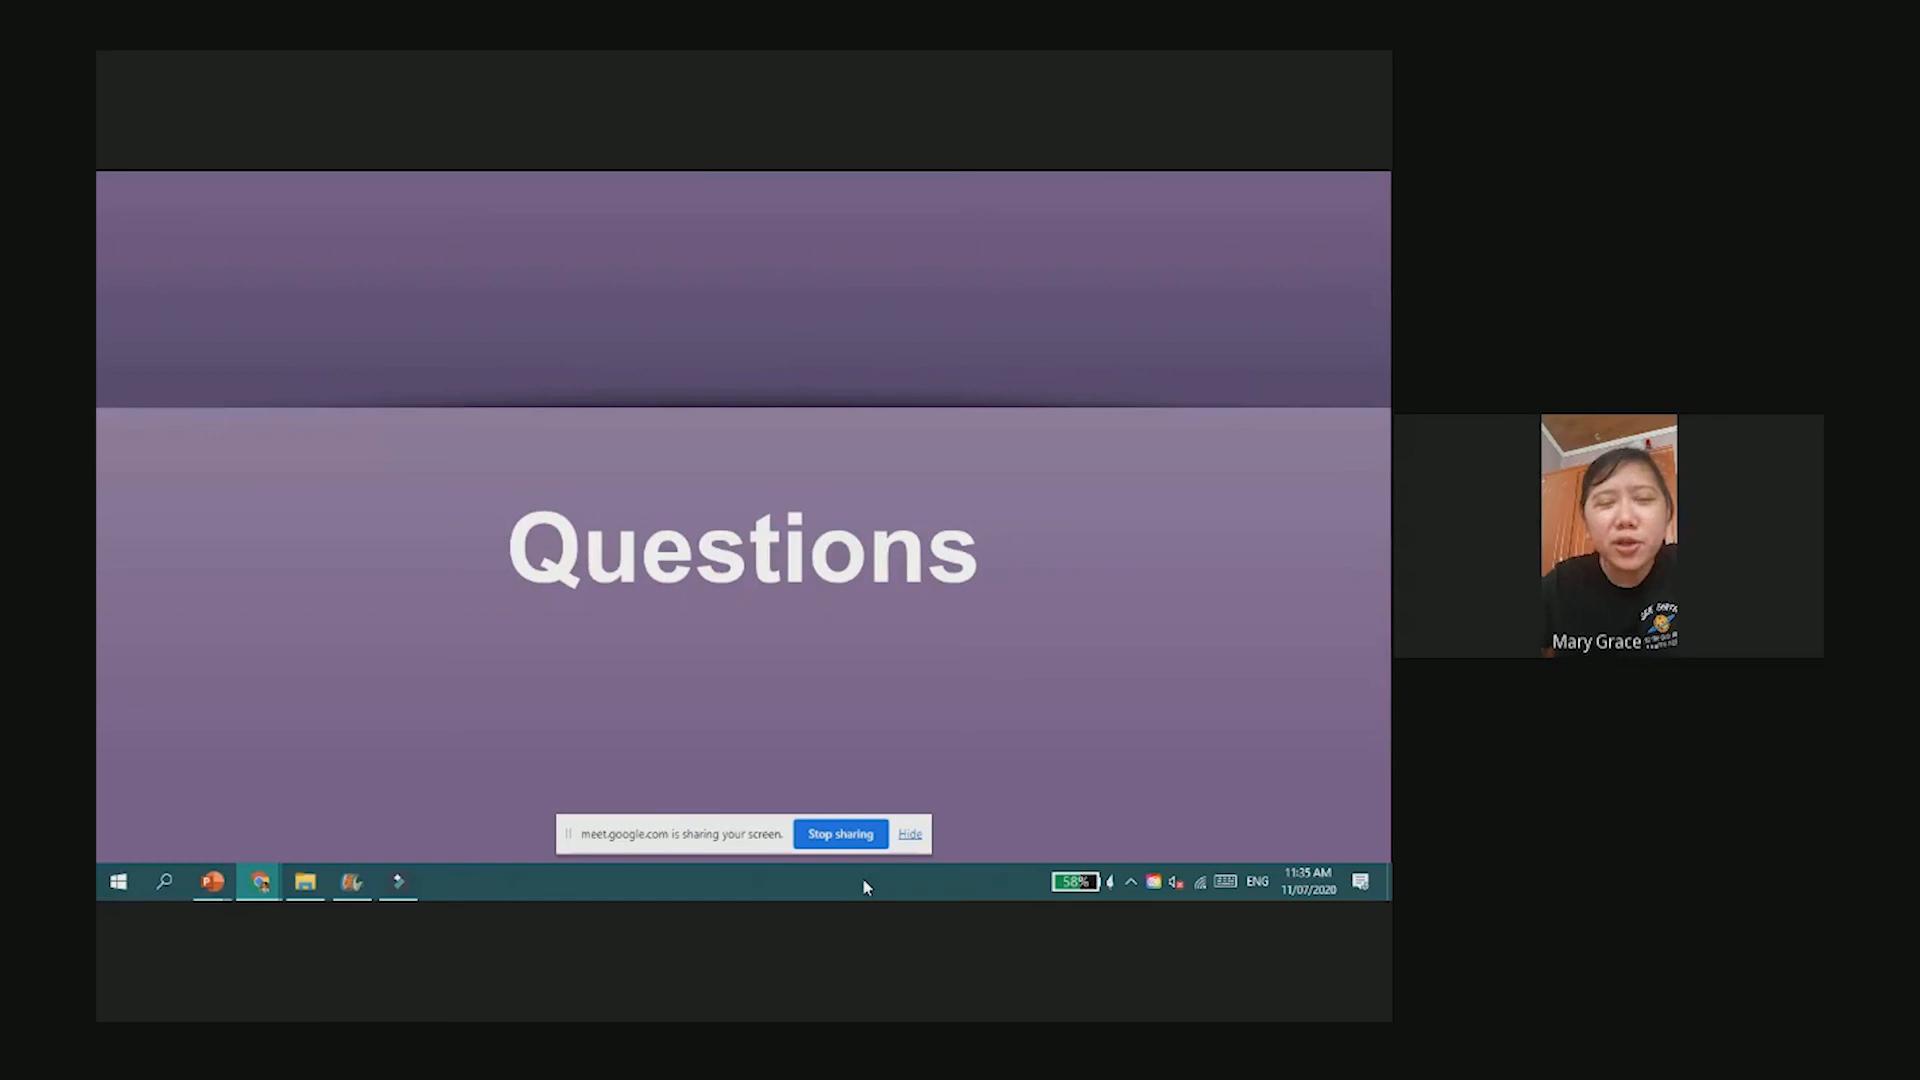 Questions
meet.google.com is sharing your screen.
Stop sharing
Hide
58%
ENG
11:35 AM
11/07/2020
Mary Grace